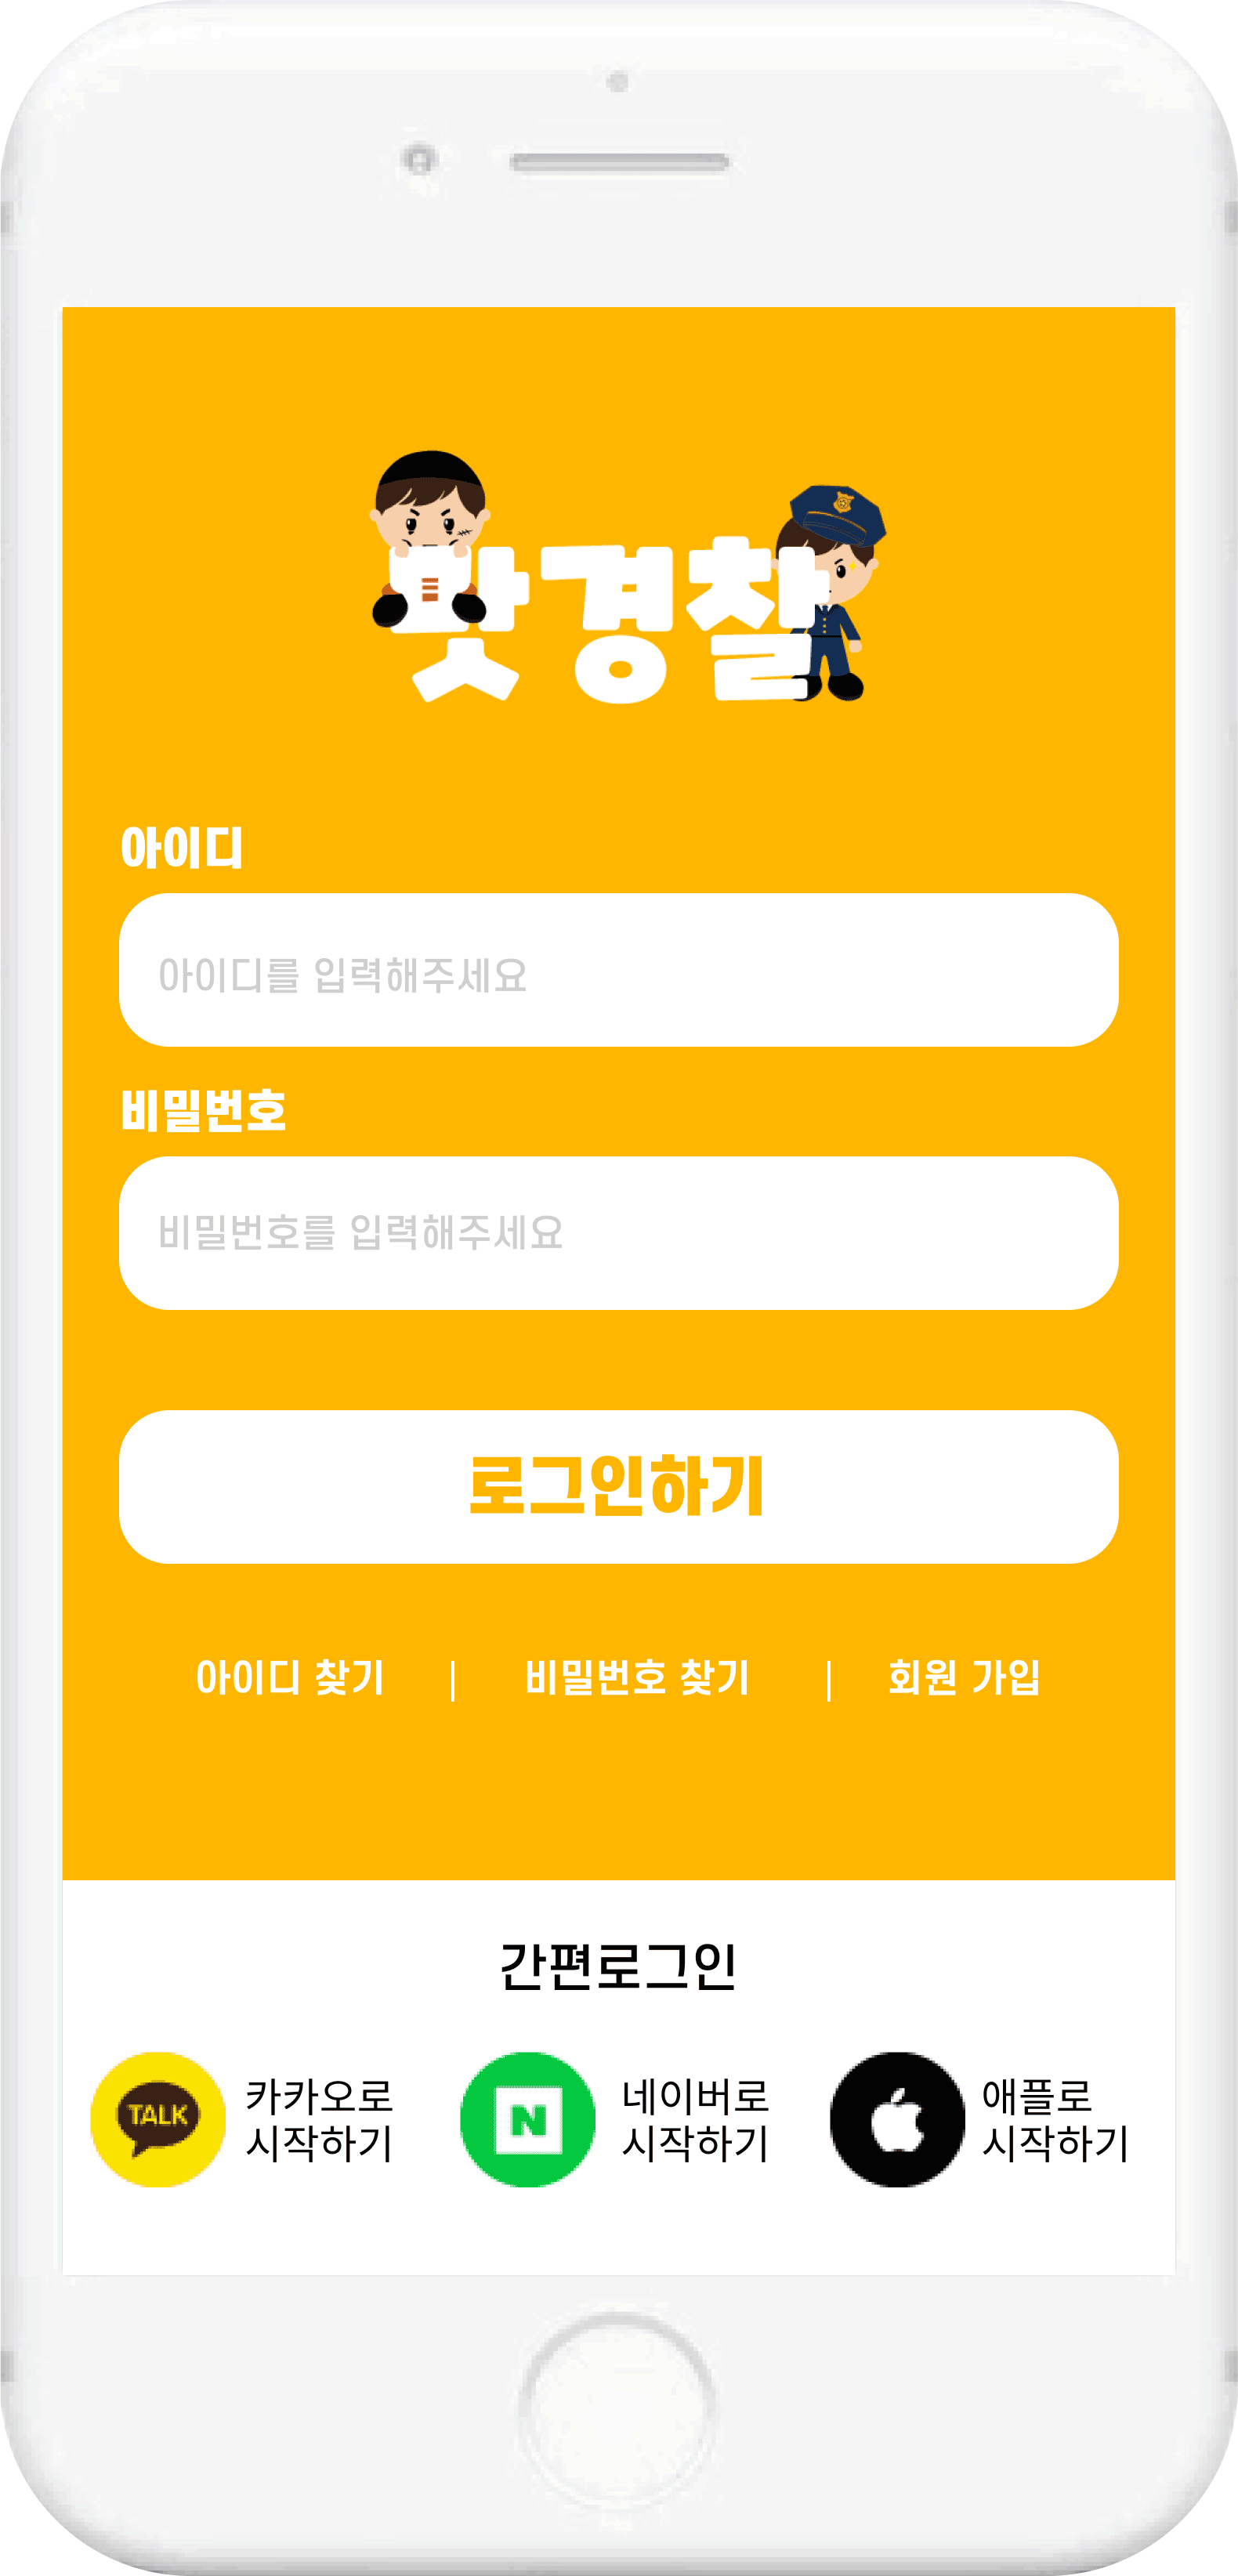 맛경찰
아이디
아이디를 입력해주세요
비밀번호
비밀번호를 입력해주세요
로그인하기
아이디 찾기 | 비밀번호 찾기 | 회원 가입
간편로그인
TALK 카카오로 시작하기
N 네이버로 시작하기
애플로 시작하기